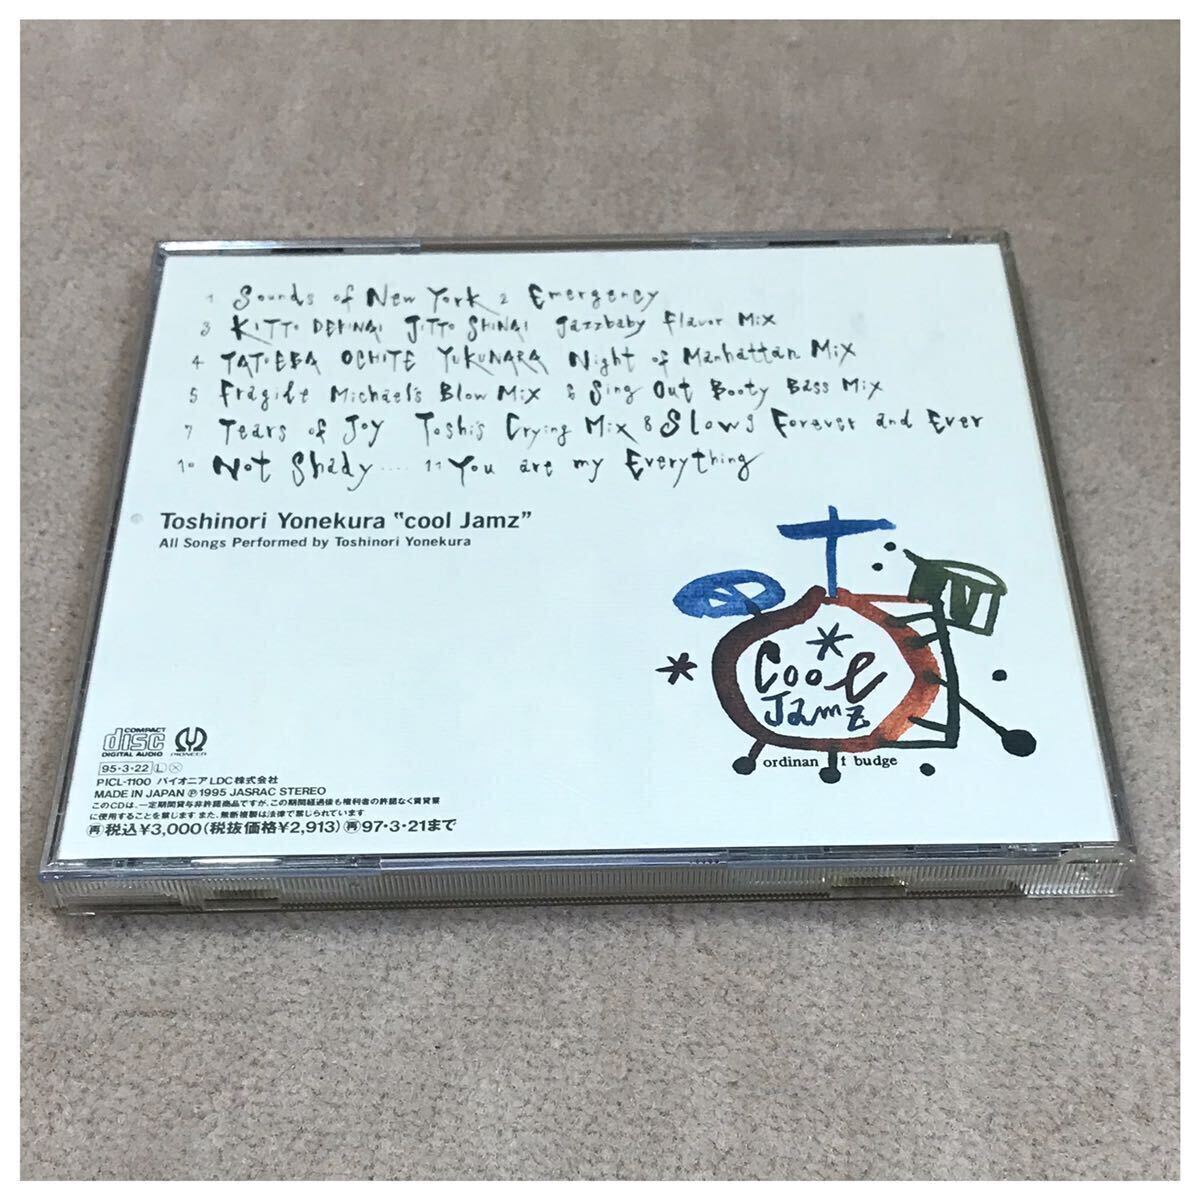 1 Sounds of New York 2 Emergency
3 KITTO DEKINAI JITTO SHINAI Jazzbaby Flavor Mix
4 TATOEBA OCHITE YUKUNARA Night of Manhattan Mix
5 Fragile Michael's Blow Mix 6 Sing Out Booty Bass Mix
7 Tears of Joy Toshi's Crying Mix 8 Slow 9 Forever and Ever
10 Not Shady.... 11 You are my Everything
Toshinori Yonekura "cool Jamz"
All Songs Performed by Toshinori Yonekura
Cool
Jamz
ordinan t budge
COMPACT
disc
DIGITAL AUDIO
PIONEER
95·3·22 L X
PICL-1100 パイオニアLDC株式会社
MADE IN JAPAN ℗1995 JASRAC STEREO
このCDは、一定期間貸与非許諾商品ですが、この期間経過後も権利者の許諾なく賃貸業
に使用することを禁じます また、無断複製は法律で禁じられています
再税込¥3,000(税抜価格¥2,913)再97·3·21まで